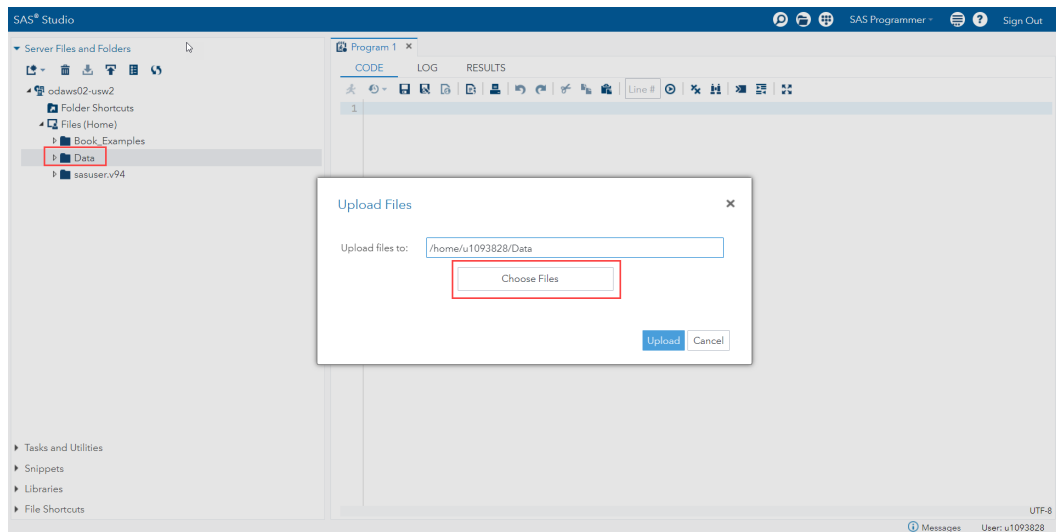 SAS® Studio
SAS Programmer
Sign Out
Server Files and Folders
odaws02-usw2
Folder Shortcuts
Files (Home)
Book_Examples
Data
sasuser.v94
Tasks and Utilities
Snippets
Libraries
File Shortcuts
Program 1
CODE LOG RESULTS
Line #
1
Upload Files
Upload files to: /home/u1093828/Data
Choose Files
Upload Cancel
UTF-8
Messages User: u1093828